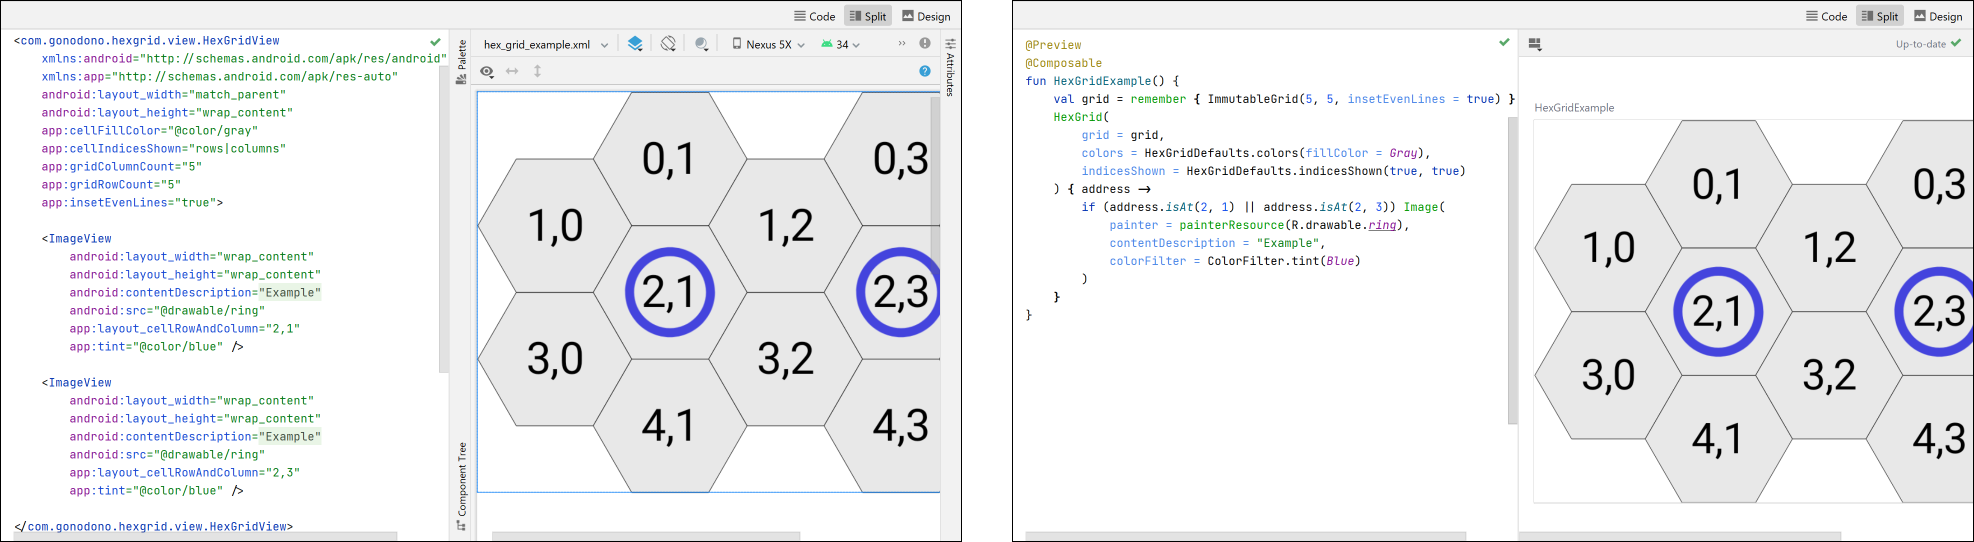 Code Split Design
<com.gonodono.hexgrid.view.HexGridView
xmlns:android="http://schemas.android.com/apk/res/android"
xmlns:app="http://schemas.android.com/apk/res-auto"
android:layout_width="match_parent"
android:layout_height="wrap_content"
app:cellFillColor="@color/gray"
app:cellIndicesShown="rows|columns"
app:gridColumnCount="5"
app:gridRowCount="5"
app:insetEvenLines="true">
<ImageView
android:layout_width="wrap_content"
android:layout_height="wrap_content"
android:contentDescription="Example"
android:src="@drawable/ring"
app:layout_cellRowAndColumn="2,1"
app:tint="@color/blue" />
<ImageView
android:layout_width="wrap_content"
android:layout_height="wrap_content"
android:contentDescription="Example"
android:src="@drawable/ring"
app:layout_cellRowAndColumn="2,3"
app:tint="@color/blue" />
</com.gonodono.hexgrid.view.HexGridView>
Palette
Component Tree
hex_grid_example.xml Nexus 5X 34 »
Attributes
0,1 0,3
1,0 1,2
2,1 2,3
3,0 3,2
4,1 4,3
Code Split Design
@Preview
@Composable
fun HexGridExample() {
val grid = remember { ImmutableGrid(5, 5, insetEvenLines = true) }
HexGrid(
grid = grid,
colors = HexGridDefaults.colors(fillColor = Gray),
indicesShown = HexGridDefaults.indicesShown(true, true)
) { address ->
if (address.isAt(2, 1) || address.isAt(2, 3)) Image(
painter = painterResource(R.drawable.ring),
contentDescription = "Example",
colorFilter = ColorFilter.tint(Blue)
)
}
}
Up-to-date
HexGridExample
0,1 0,3
1,0 1,2
2,1 2,3
3,0 3,2
4,1 4,3